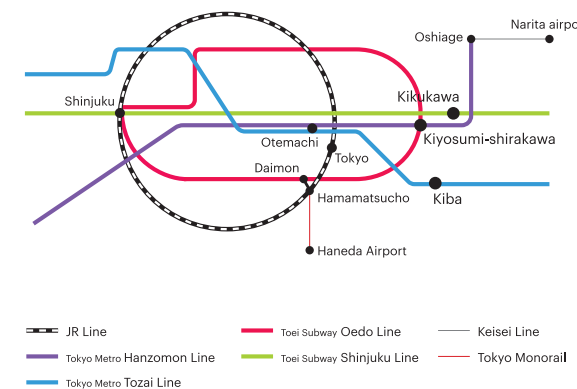 Narita airpo
Oshiage
Kikukawa
Shinjuku
Kiyosumi-shirakawa
Otemachi
Tokyo
Daimon
Hamamatsucho
Kiba
Haneda Airport
JR Line
Toei Subway Oedo Line
Keisei Line
Tokyo Metro Hanzomon Line
Toei Subway Shinjuku Line
Tokyo Monorail
Tokyo Metro Tozai Line